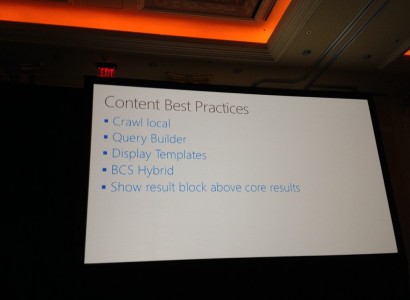 EXIT
Content Best Practices
Crawl local
Query Builder
Display Templates
BCS Hybrid
Show result block above core results